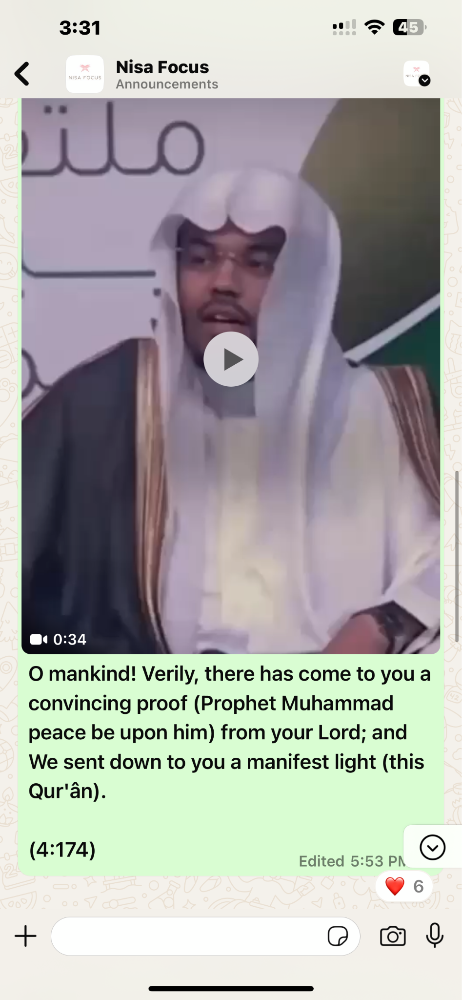 3:31
45
NISA FOCUS
Nisa Focus
Announcements
0:34
O mankind! Verily, there has come to you a
convincing proof (Prophet Muhammad
peace be upon him) from your Lord; and
We sent down to you a manifest light (this
Qur'ân).
(4:174)
Edited 5:53 PM
6